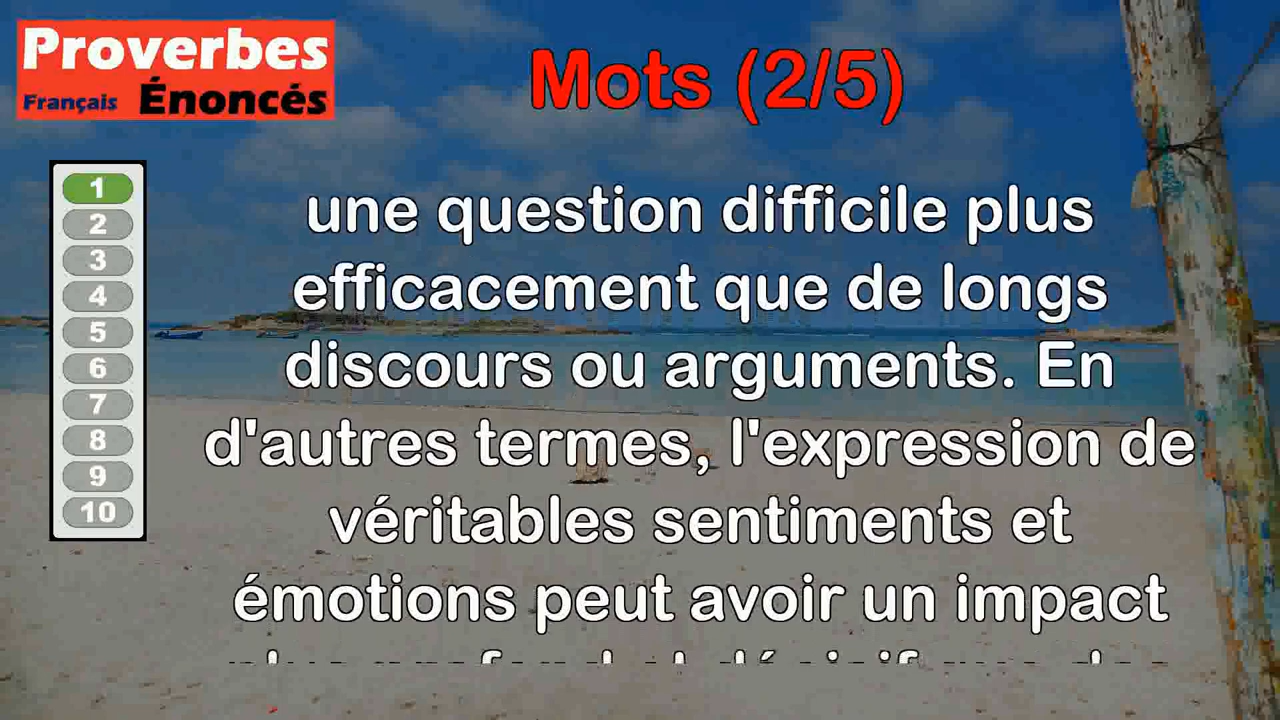 Proverbes
Français Énoncés
Mots (2/5)
1
2
3
4
5
6
7
8
9
10
une question difficile plus
efficacement que de longs
discours ou arguments. En
d'autres termes, l'expression de
véritables sentiments et
émotions peut avoir un impact